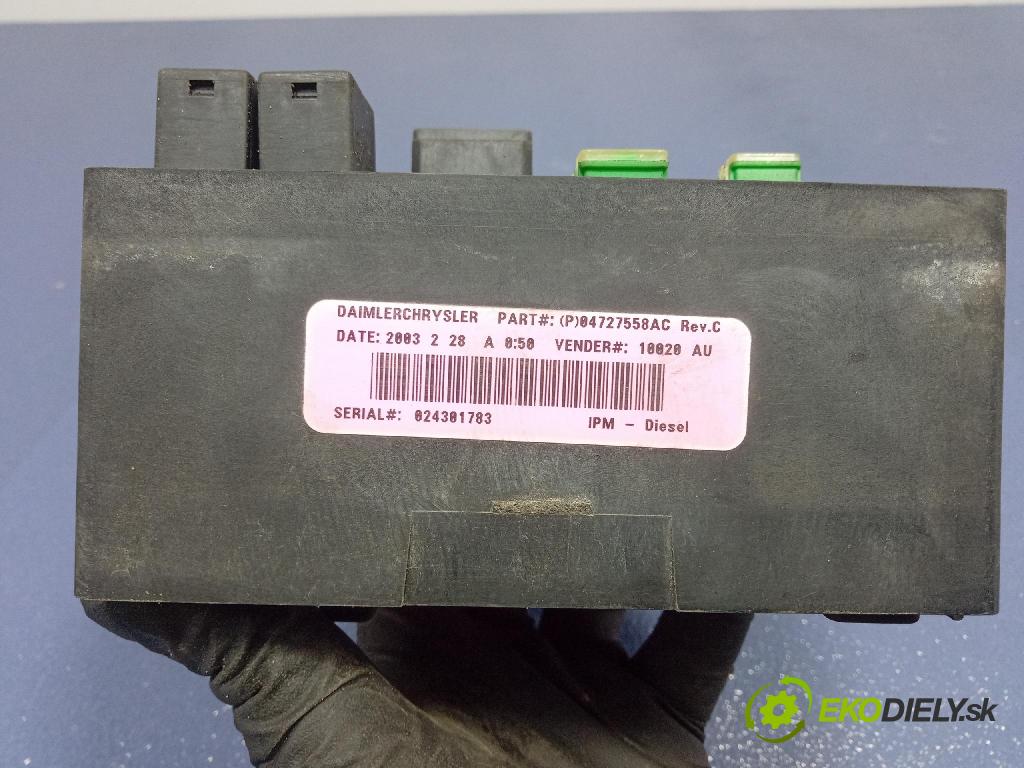 DAIMLERCHRYSLER PART#: (P)04727558AC Rev.C
DATE: 2003 2 28 A 0:50 VENDER#: 10020 AU
SERIAL#: 024301783 IPM - Diesel
EKODIELY.sk